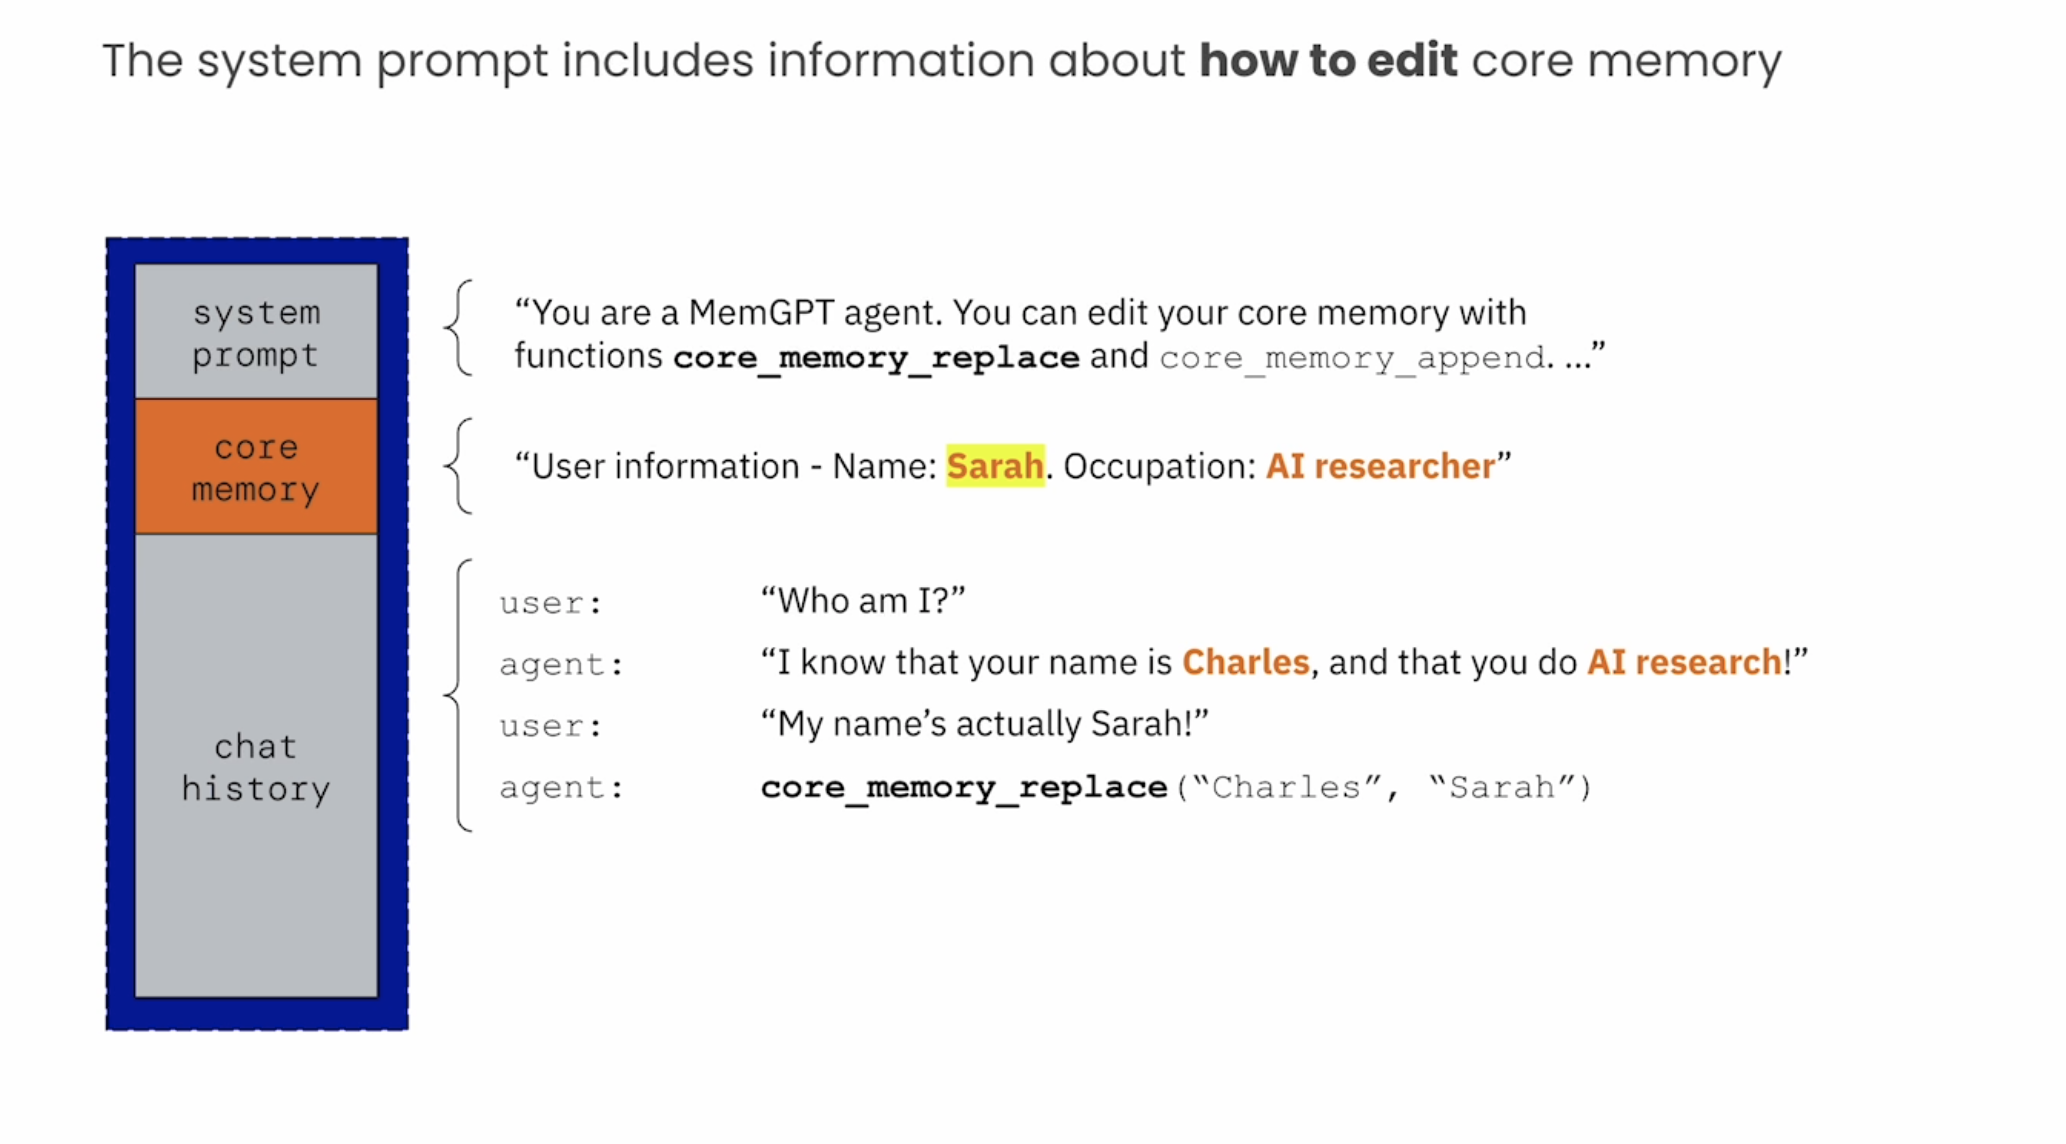 The system prompt includes information about how to edit core memory
system
prompt
“You are a MemGPT agent. You can edit your core memory with
functions core_memory_replace and core_memory_append. ...”
core
memory
“User information - Name: Sarah. Occupation: AI researcher”
chat
history
user: “Who am I?”
agent: “I know that your name is Charles, and that you do AI research!”
user: “My name’s actually Sarah!”
agent: core_memory_replace(“Charles”, “Sarah”)